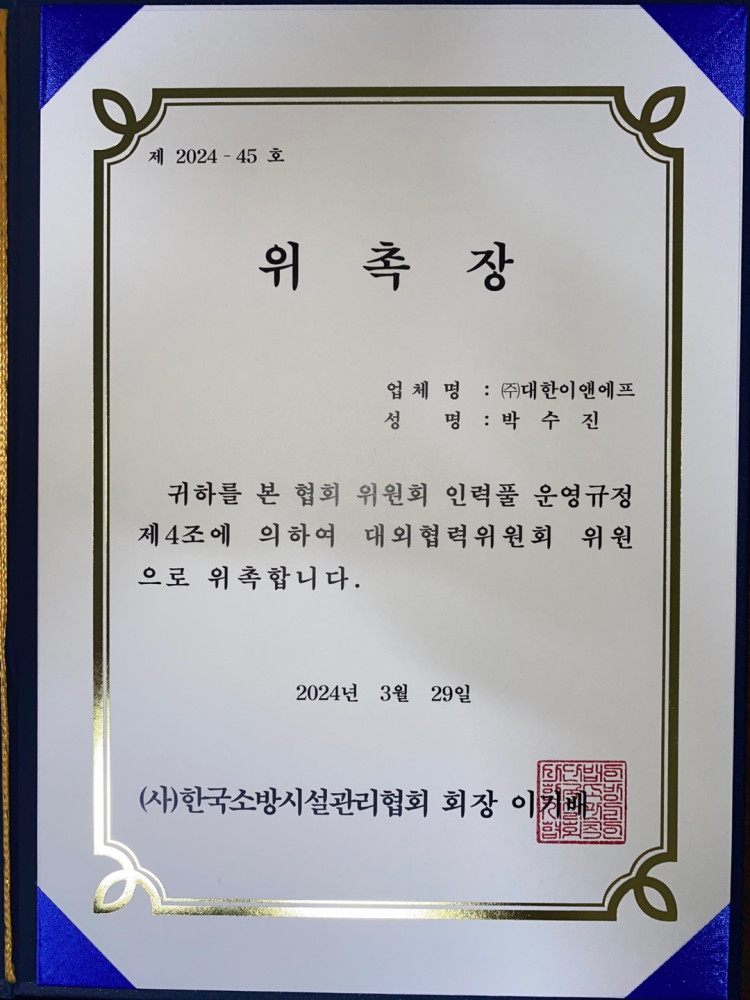 제 2024 - 45 호
위 촉 장
업 체 명 : ㈜대한이앤에프
성 명 : 박 수 진
귀하를 본 협회 위원회 인력풀 운영규정
제4조에 의하여 대외협력위원회 위원
으로 위촉합니다.
2024년 3월 29일
(사)한국소방시설관리협회 회장 이기배